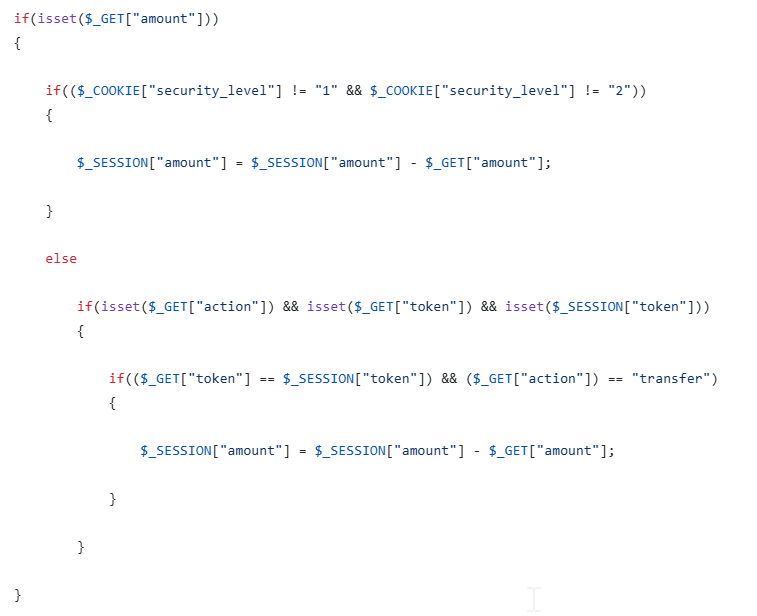 if(isset($_GET["amount"]))
{
if(($_COOKIE["security_level"] != "1" && $_COOKIE["security_level"] != "2"))
{
$_SESSION["amount"] = $_SESSION["amount"] - $_GET["amount"];
}
else
if(isset($_GET["action"]) && isset($_GET["token"]) && isset($_SESSION["token"]))
{
if(($_GET["token"] == $_SESSION["token"]) && ($_GET["action"]) == "transfer")
{
$_SESSION["amount"] = $_SESSION["amount"] - $_GET["amount"];
}
}
}